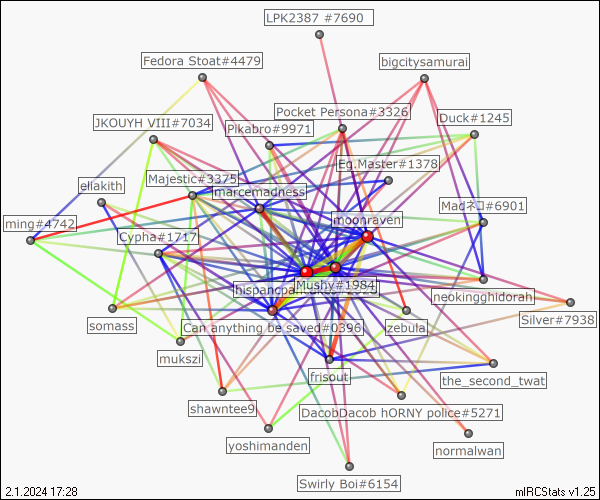 LPK2387 #7690
Fedora Stoat#4479
bigcitysamurai
Pocket Persona#3326
JKOUYH VIII#7034
Pikabro#9971
Duck#1245
Eg.Master#1378
Majestic#3375
eliakith
marcemadness
Madネコ#6901
ming#4742
moonraven
Cypha#1717
Mushy#1984
neokingghidorah
somass
Silver#7938
Can anything be saved#0396
zebula
mukszi
frisout
the_second_twat
shawntee9
DacobDacob hORNY police#5271
yoshimanden
normalwan
Swirly Boi#6154
2.1.2024 17:28
mIRCStats v1.25